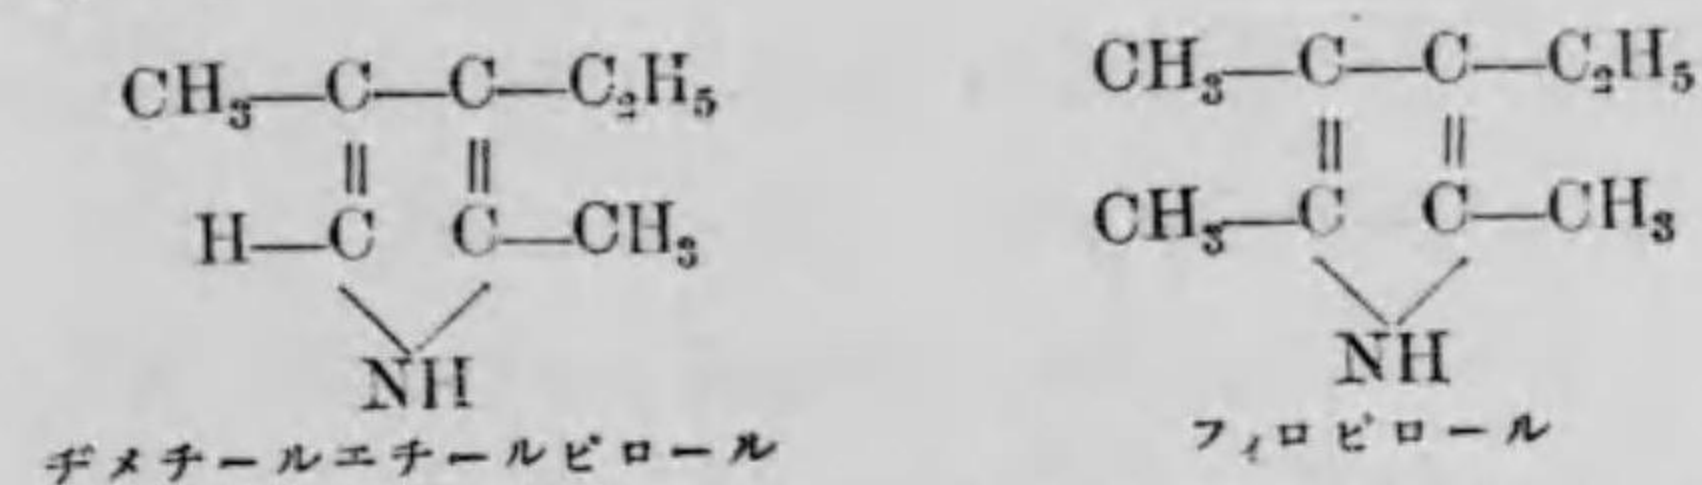 CH₃—C—C—C₂H₅
H—C C—CH₃
NH
ヂメチールエチールピロール
CH₃—C—C—C₂H₅
CH₃—C C—CH₃
NH
フィロピロール